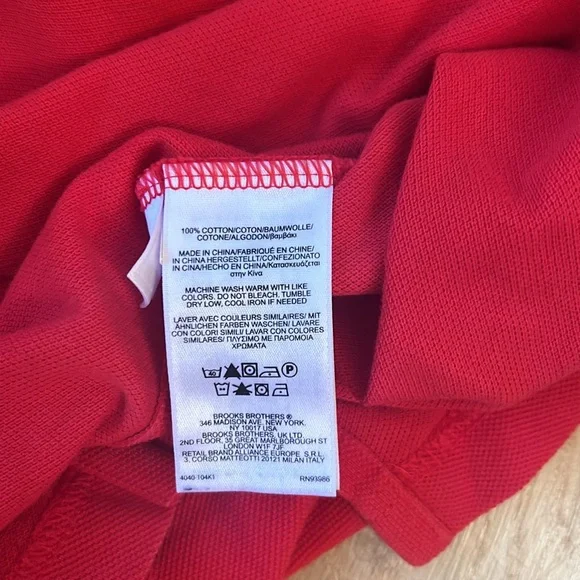 100% COTTON/COTON/BAUMWOLLE/
COTONE/ALGODON/βαμβάκι
MADE IN CHINA/FABRIQUÉ EN CHINE/
IN CHINA HERGESTELLT/CONFEZIONATO
IN CINA/HECHO EN CHINA/Κατασκευάζεται
στην Κίνα
MACHINE WASH WARM WITH LIKE
COLORS. DO NOT BLEACH. TUMBLE
DRY LOW, COOL IRON IF NEEDED
LAVER AVEC COULEURS SIMILAIRES/ MIT
ÄHNLICHEN FARBEN WASCHEN/ LAVARE
CON COLORI SIMILI/ LAVAR CON COLORES
SIMILARES/ ΠΛΥΣΙΜΟ ΜΕ ΠΑΡΟΜΟΙΑ
ΧΡΩΜΑΤΑ
40 P
BROOKS BROTHERS ®
346 MADISON AVE. NEW YORK.
NY 10017 USA
BROOKS BROTHERS, UK LTD.
2ND FLOOR, 35 GREAT MARLBOROUGH ST
LONDON W1F 7JF
RETAIL BRAND ALLIANCE EUROPE, S.R.L
3, CORSO MATTEOTTI 20121 MILAN ITALY
4040 104K1 RN93986